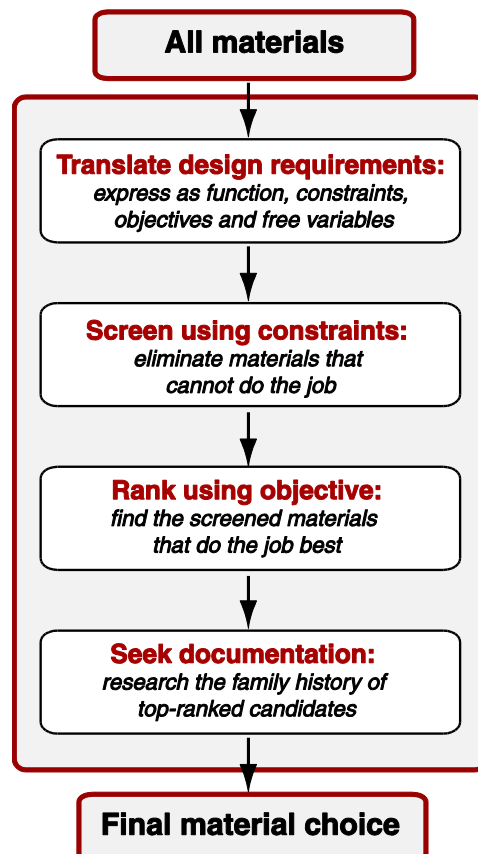 All materials
Translate design requirements:
express as function, constraints,
objectives and free variables
Screen using constraints:
eliminate materials that
cannot do the job
Rank using objective:
find the screened materials
that do the job best
Seek documentation:
research the family history of
top-ranked candidates
Final material choice